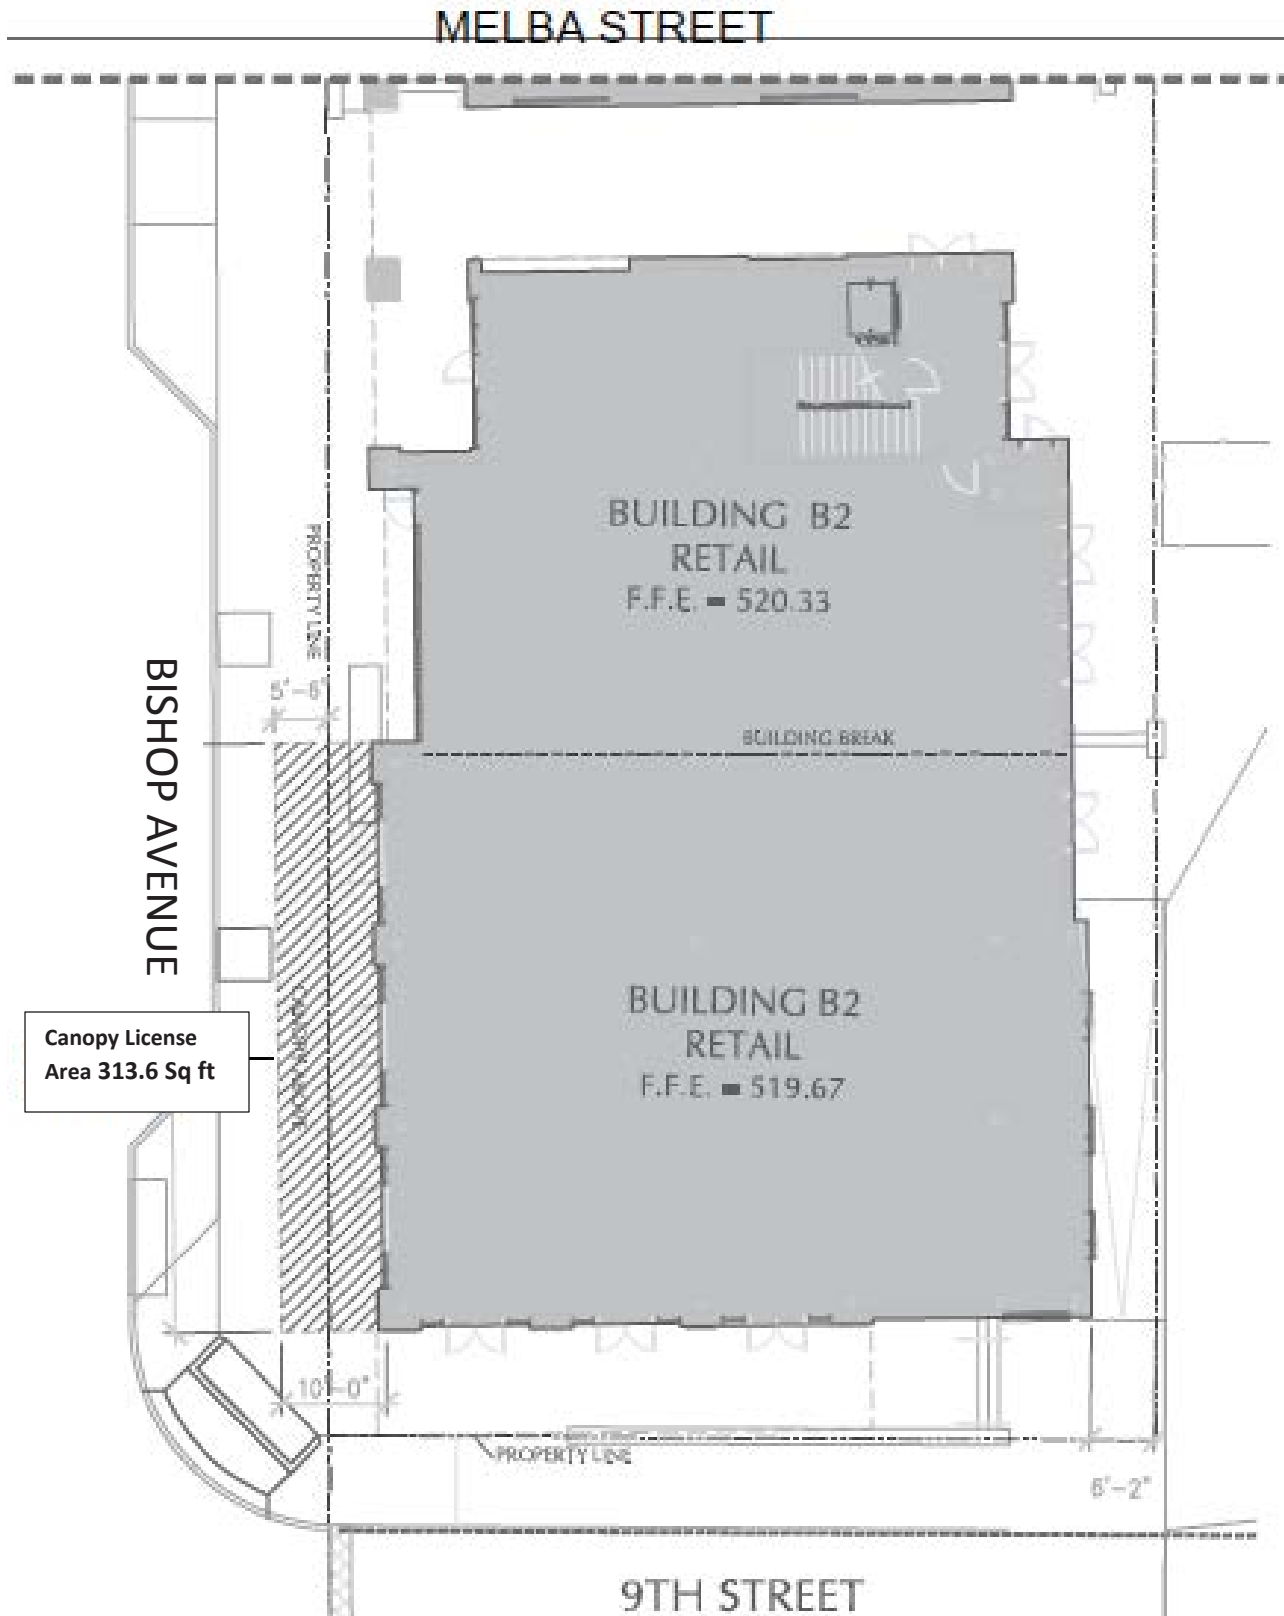 MELBA STREET
BUILDING B2
RETAIL
F.F.E. = 520.33
PROPERTY LINE
BISHOP AVENUE
5'-6"
BUILDING BREAK
BUILDING B2
RETAIL
F.F.E. = 519.67
Canopy License
Area 313.6 Sq ft
10'-0"
PROPERTY LINE
6'-2"
9TH STREET